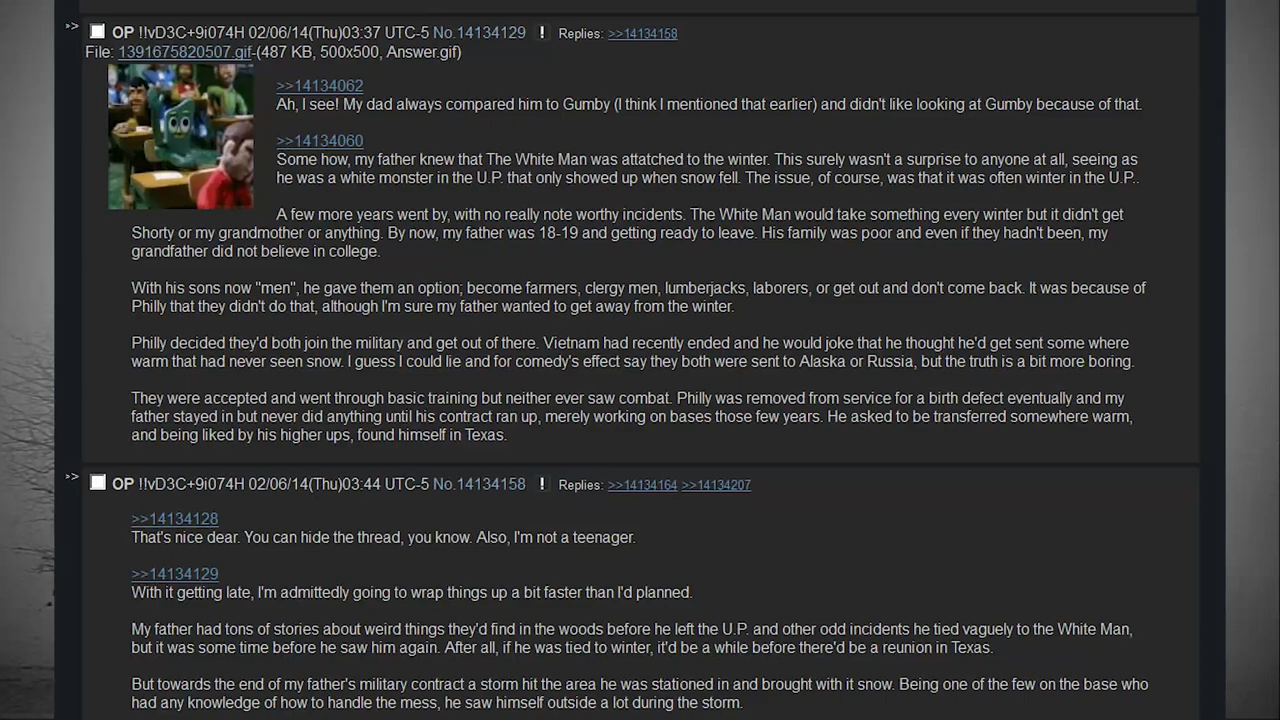 >> OP !!vD3C+9i074H 02/06/14(Thu)03:37 UTC-5 No.14134129 ! Replies: >>14134158
File: 1391675820507.gif-(487 KB, 500x500, Answer.gif)
>>14134062
Ah, I see! My dad always compared him to Gumby (I think I mentioned that earlier) and didn't like looking at Gumby because of that.
>>14134060
Some how, my father knew that The White Man was attatched to the winter. This surely wasn't a surprise to anyone at all, seeing as
he was a white monster in the U.P. that only showed up when snow fell. The issue, of course, was that it was often winter in the U.P..
A few more years went by, with no really note worthy incidents. The White Man would take something every winter but it didn't get
Shorty or my grandmother or anything. By now, my father was 18-19 and getting ready to leave. His family was poor and even if they hadn't been, my
grandfather did not believe in college.
With his sons now "men", he gave them an option; become farmers, clergy men, lumberjacks, laborers, or get out and don't come back. It was because of
Philly that they didn't do that, although I'm sure my father wanted to get away from the winter.
Philly decided they'd both join the military and get out of there. Vietnam had recently ended and he would joke that he thought he'd get sent some where
warm that had never seen snow. I guess I could lie and for comedy's effect say they both were sent to Alaska or Russia, but the truth is a bit more boring.
They were accepted and went through basic training but neither ever saw combat. Philly was removed from service for a birth defect eventually and my
father stayed in but never did anything until his contract ran up, merely working on bases those few years. He asked to be transferred somewhere warm,
and being liked by his higher ups, found himself in Texas.
>> OP !!vD3C+9i074H 02/06/14(Thu)03:44 UTC-5 No.14134158 ! Replies: >>14134164 >>14134207
>>14134128
That's nice dear. You can hide the thread, you know. Also, I'm not a teenager.
>>14134129
With it getting late, I'm admittedly going to wrap things up a bit faster than I'd planned.
My father had tons of stories about weird things they'd find in the woods before he left the U.P. and other odd incidents he tied vaguely to the White Man,
but it was some time before he saw him again. After all, if he was tied to winter, it'd be a while before there'd be a reunion in Texas.
But towards the end of my father's military contract a storm hit the area he was stationed in and brought with it snow. Being one of the few on the base who
had any knowledge of how to handle the mess, he saw himself outside a lot during the storm.